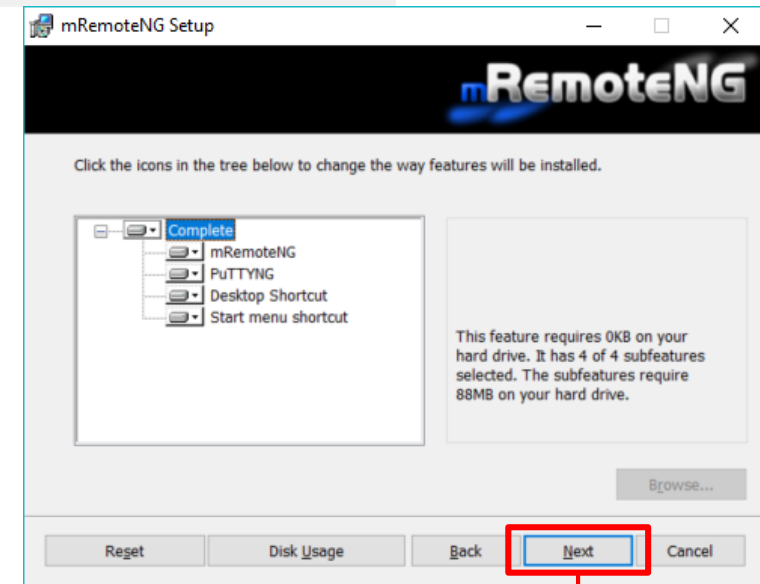 mRemoteNG Setup
mRemoteNG
Click the icons in the tree below to change the way features will be installed.
Complete
mRemoteNG
PuTTYNG
Desktop Shortcut
Start menu shortcut
This feature requires 0KB on your
hard drive. It has 4 of 4 subfeatures
selected. The subfeatures require
88MB on your hard drive.
Browse...
Reset
Disk Usage
Back
Next
Cancel